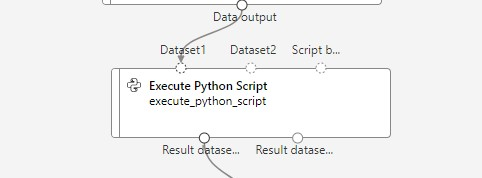 Data output
Dataset1 Dataset2 Script b...
Execute Python Script
execute_python_script
Result datase... Result datase...